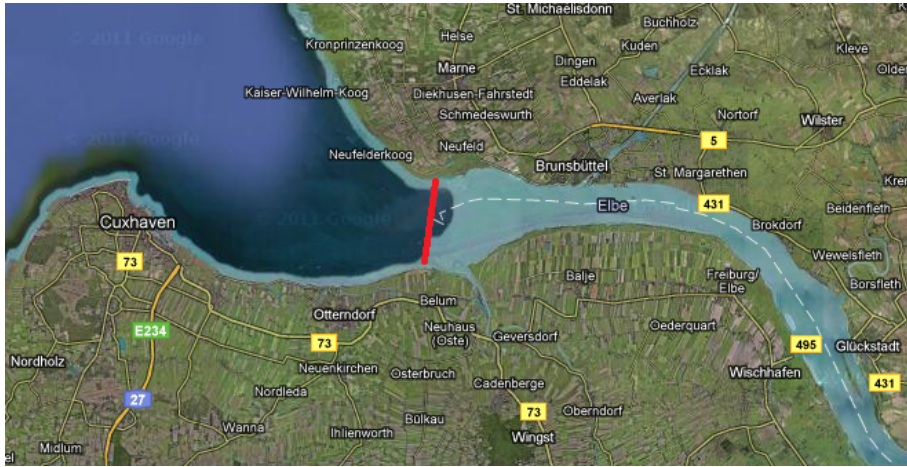 St. Michaelisdonn
Buchholz
© 2011 Google
Kronprinzenkoog
Helse
Kuden
Kleve
Dingen
Marne
Ecklak
Eddelak
Kaiser-Wilhelm-Koog
Diekhusen-Fahrstedt
Averlak
Schmedeswurth
Nortorf
Wilster
© 2011 Google
5
Neufeld
Neufelderkoog
Brunsbüttel
St. Margarethen
431
Elbe
Beidenfleth
Cuxhaven
© 2011 Google
Brokdorf
Wewelsfleth
73
Balje
Freiburg/
Elbe
Borsfleth
Belum
Otterndorf
Neuhaus
(Oste)
Oederquart
E234
Geversdorf
73
495
Glückstadt
Nordholz
Neuenkirchen
Osterbruch
Wischhafen
431
Cadenberge
Nordleda
27
Bülkau
73
Oberndorf
Wanna
Ihlienworth
Wingst
Midlum